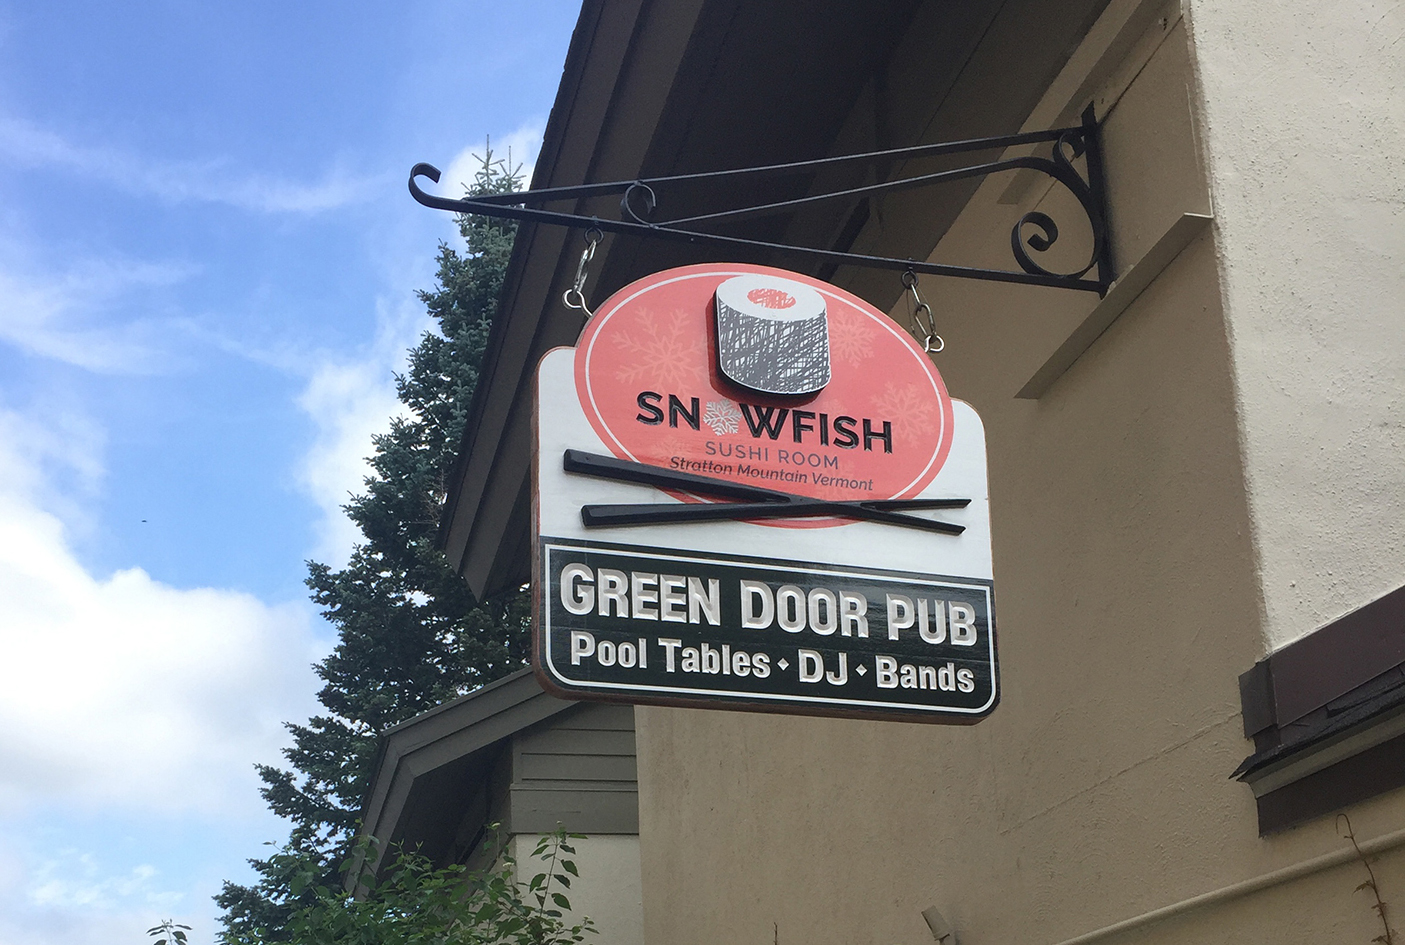 SNOWFISH
SUSHI ROOM
Stratton Mountain Vermont
GREEN DOOR PUB
Pool Tables • DJ • Bands